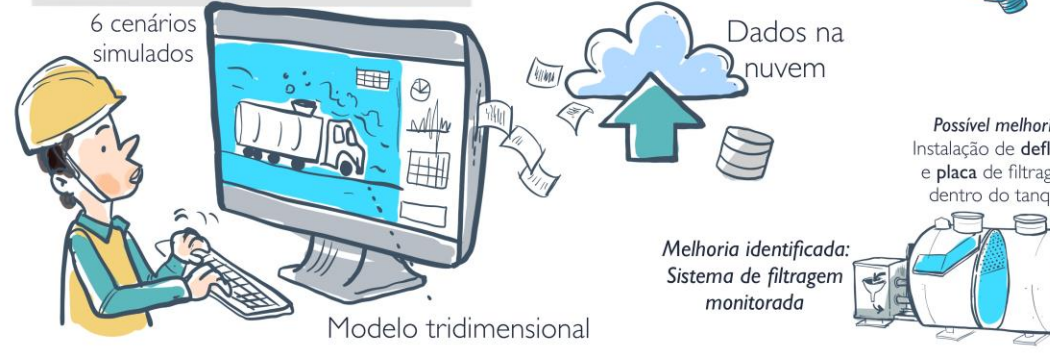 6 cenários
simulados
Dados na
nuvem
Modelo tridimensional
Melhoria identificada:
Sistema de filtragem
monitorada
Possível
Instalação de
e placa de
dentro do